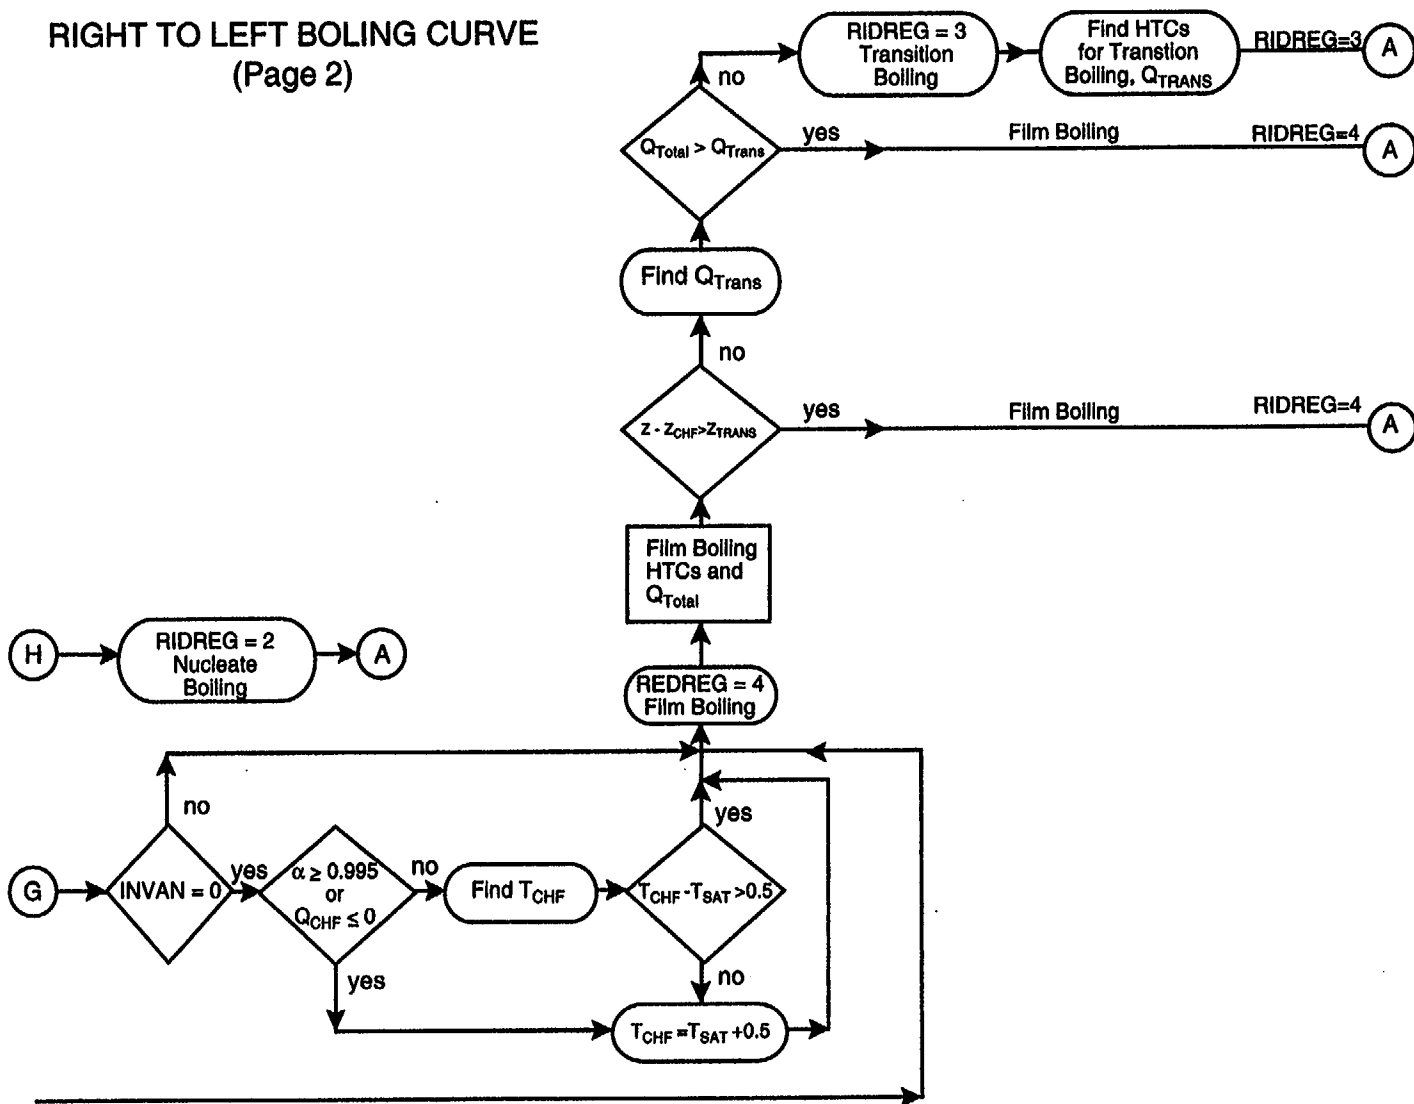 RIGHT TO LEFT BOLING CURVE
(Page 2)
RIDREG = 3
Transition
Boiling
Find HTCs
for Transtion
Boiling, QTRANS
RIDREG=3
A
no
QTotal > QTrans
yes
Film Boiling
RIDREG=4
A
Find QTrans
no
z - zCHF>zTRANS
yes
Film Boiling
RIDREG=4
A
Film Boiling
HTCs and
QTotal
H
RIDREG = 2
Nucleate
Boiling
A
REDREG = 4
Film Boiling
no
yes
G
INVAN = 0
yes
α ≥ 0.995
or
QCHF ≤ 0
no
Find TCHF
TCHF -TSAT >0.5
yes
no
TCHF =TSAT +0.5